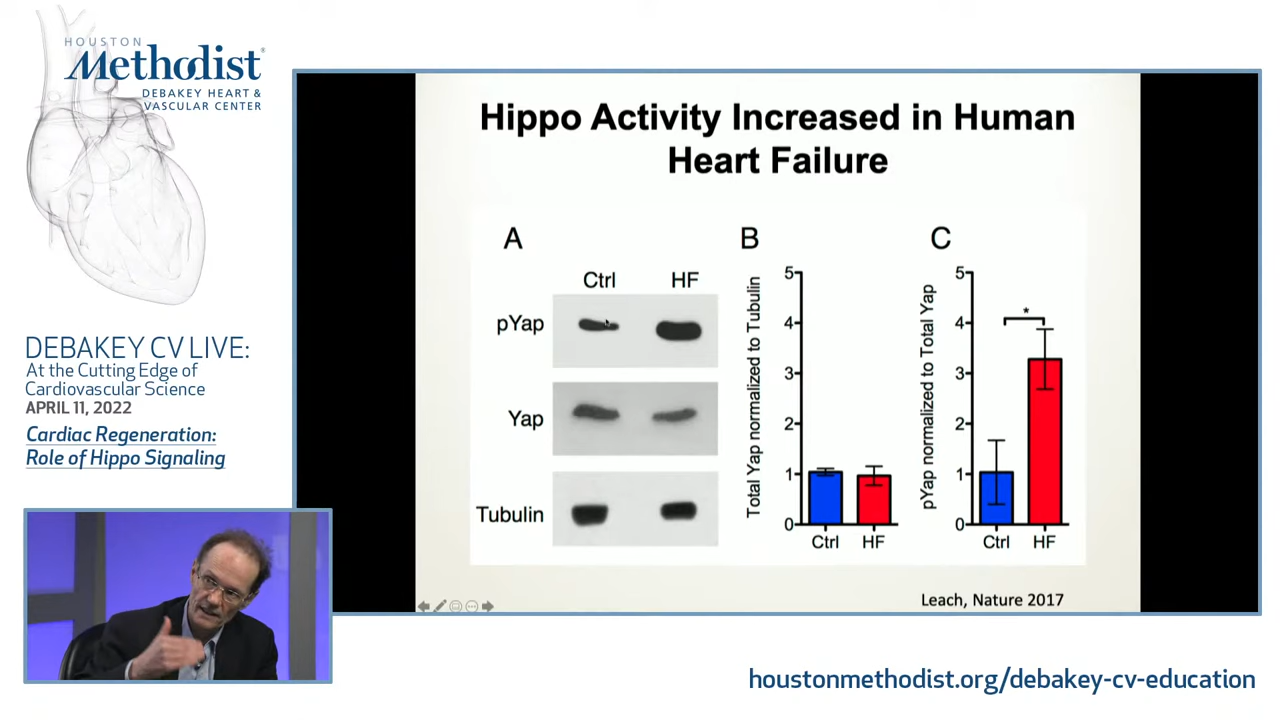 HOUSTON
Methodist®
DEBAKEY HEART &
VASCULAR CENTER
DEBAKEY CV LIVE:
At the Cutting Edge of
Cardiovascular Science
APRIL 11, 2022
Cardiac Regeneration:
Role of Hippo Signaling
Hippo Activity Increased in Human
Heart Failure
A
Ctrl HF
pYap
Yap
Tubulin
B
Total Yap normalized to Tubulin
5
4
3
2
1
0
Ctrl HF
C
pYap normalized to Total Yap
5
4
3
2
1
0
*
Ctrl HF
Leach, Nature 2017
houstonmethodist.org/debakey-cv-education